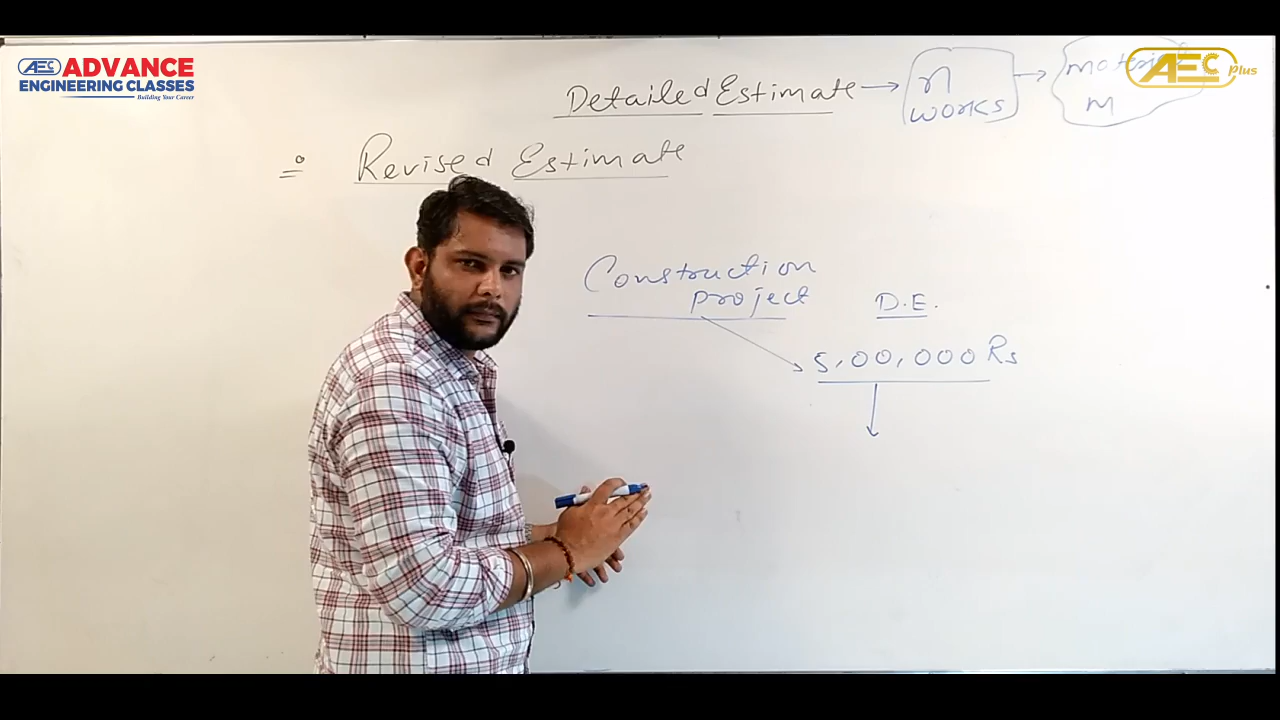 AEC ADVANCE
ENGINEERING CLASSES
Building Your Career
AEC Plus
Detailed Estimate → n works → m
Revised Estimate
Construction
project
D.E.
5,00,000 Rs